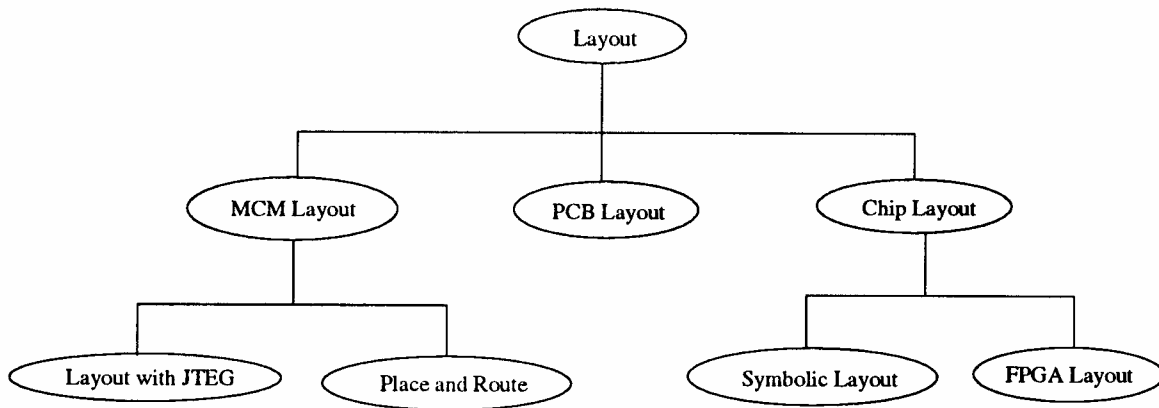 Layout
MCM Layout
PCB Layout
Chip Layout
Layout with JTEG
Place and Route
Symbolic Layout
FPGA Layout